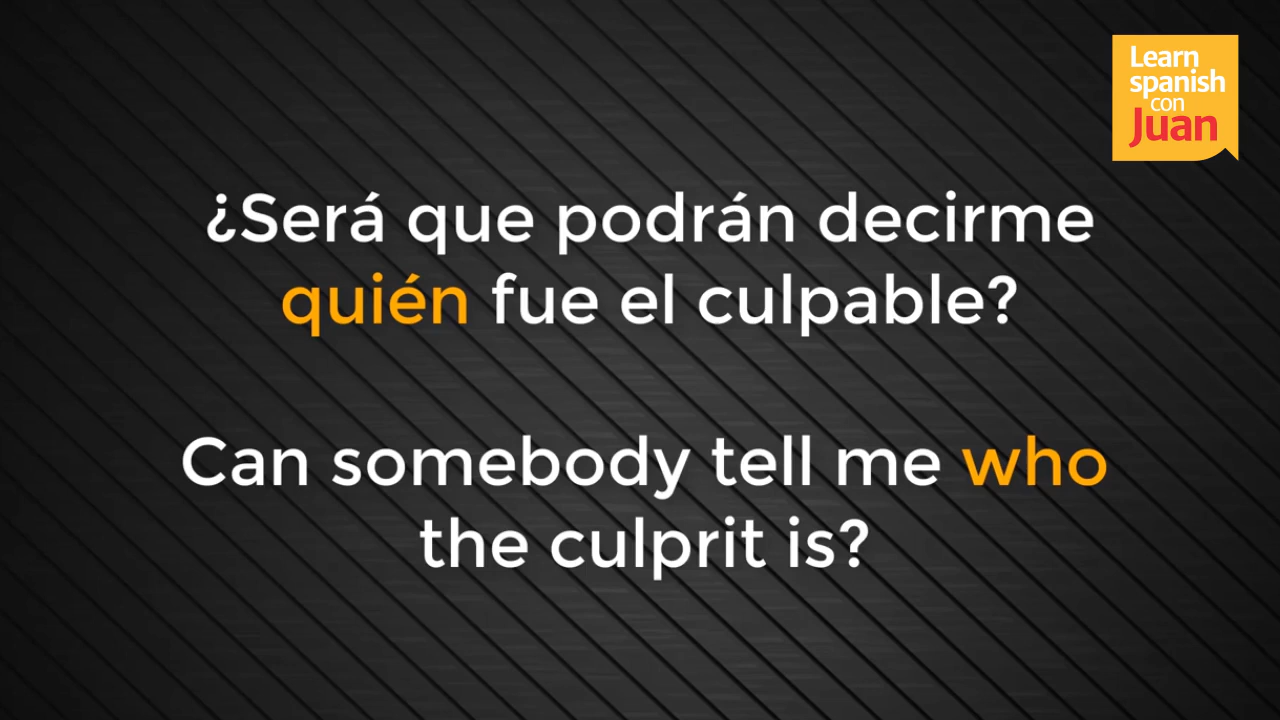 Learn
spanish
con
Juan
¿Será que podrán decirme
quién fue el culpable?
Can somebody tell me who
the culprit is?